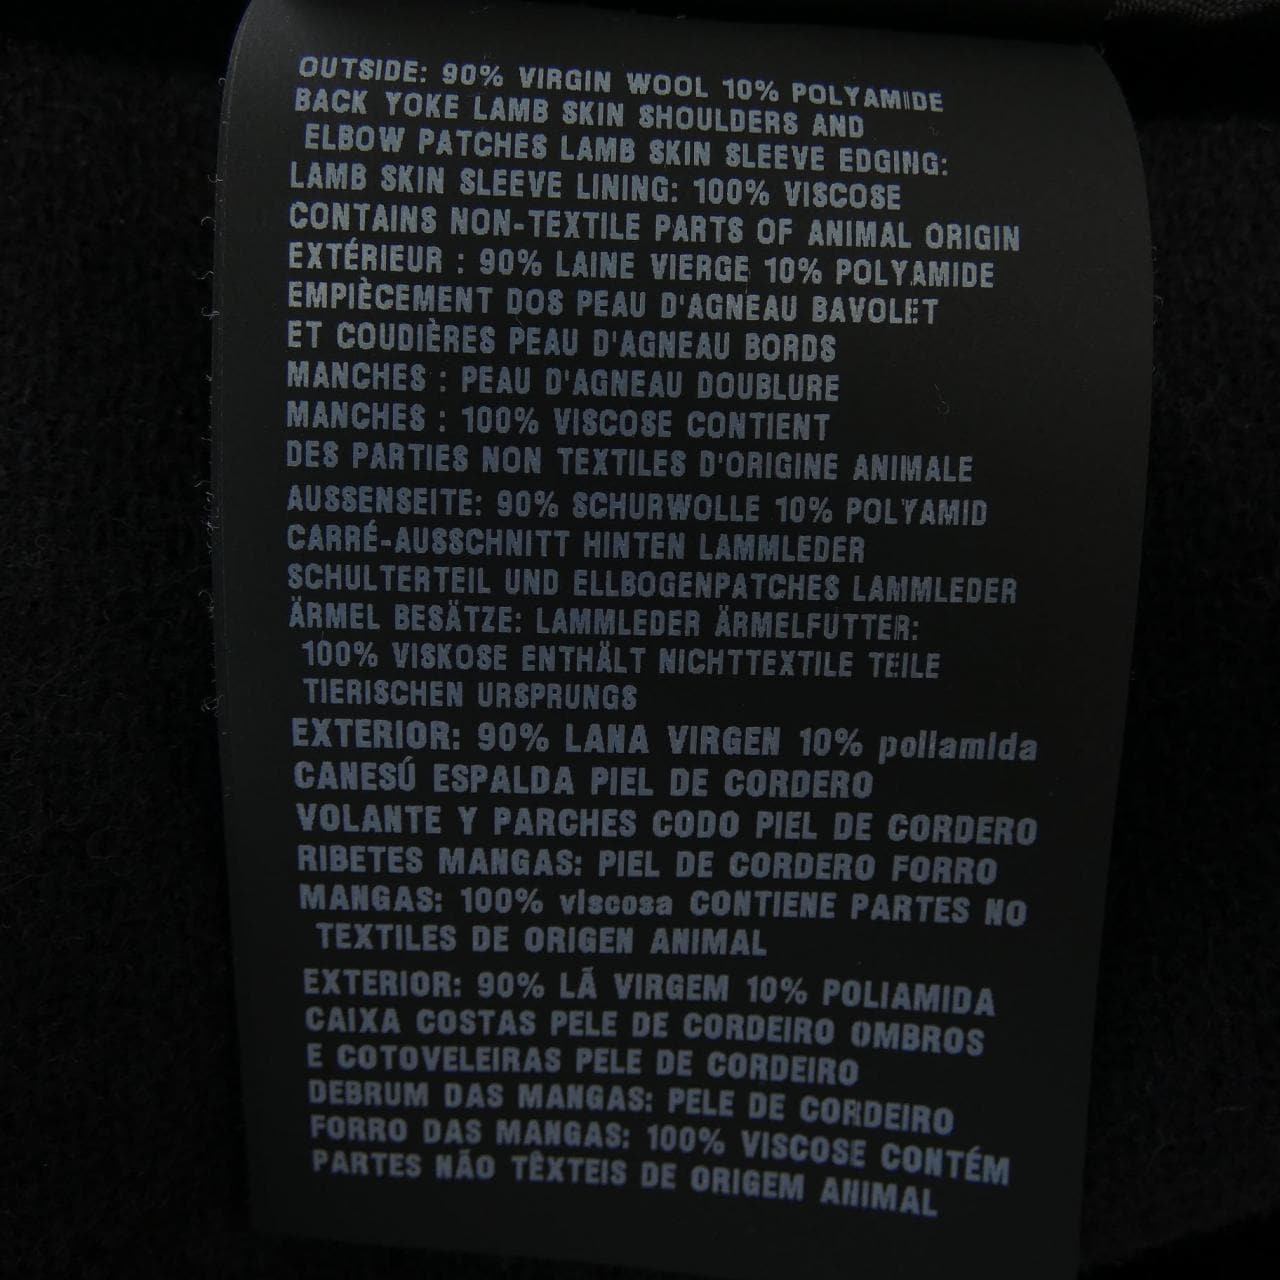 OUTSIDE: 90% VIRGIN WOOL 10% POLYAMIDE
BACK YOKE LAMB SKIN SHOULDERS AND
ELBOW PATCHES LAMB SKIN SLEEVE EDGING:
LAMB SKIN SLEEVE LINING: 100% VISCOSE
CONTAINS NON-TEXTILE PARTS OF ANIMAL ORIGIN
EXTÉRIEUR : 90% LAINE VIERGE 10% POLYAMIDE
EMPIÈCEMENT DOS PEAU D'AGNEAU BAVOLET
ET COUDIÈRES PEAU D'AGNEAU BORDS
MANCHES : PEAU D'AGNEAU DOUBLURE
MANCHES : 100% VISCOSE CONTIENT
DES PARTIES NON TEXTILES D'ORIGINE ANIMALE
AUSSENSEITE: 90% SCHURWOLLE 10% POLYAMID
CARRÉ-AUSSCHNITT HINTEN LAMMLEDER
SCHULTERTEIL UND ELLBOGENPATCHES LAMMLEDER
ÄRMEL BESÄTZE: LAMMLEDER ÄRMELFUTTER:
100% VISKOSE ENTHÄLT NICHTTEXTILE TEILE
TIERISCHEN URSPRUNGS
EXTERIOR: 90% LANA VIRGEN 10% poliamida
CANESÚ ESPALDA PIEL DE CORDERO
VOLANTE Y PARCHES CODO PIEL DE CORDERO
RIBETES MANGAS: PIEL DE CORDERO FORRO
MANGAS: 100% viscosa CONTIENE PARTES NO
TEXTILES DE ORIGEN ANIMAL
EXTERIOR: 90% LÃ VIRGEM 10% POLIAMIDA
CAIXA COSTAS PELE DE CORDEIRO OMBROS
E COTOVELEIRAS PELE DE CORDEIRO
DEBRUM DAS MANGAS: PELE DE CORDEIRO
FORRO DAS MANGAS: 100% VISCOSE CONTÉM
PARTES NÃO TÊXTEIS DE ORIGEM ANIMAL